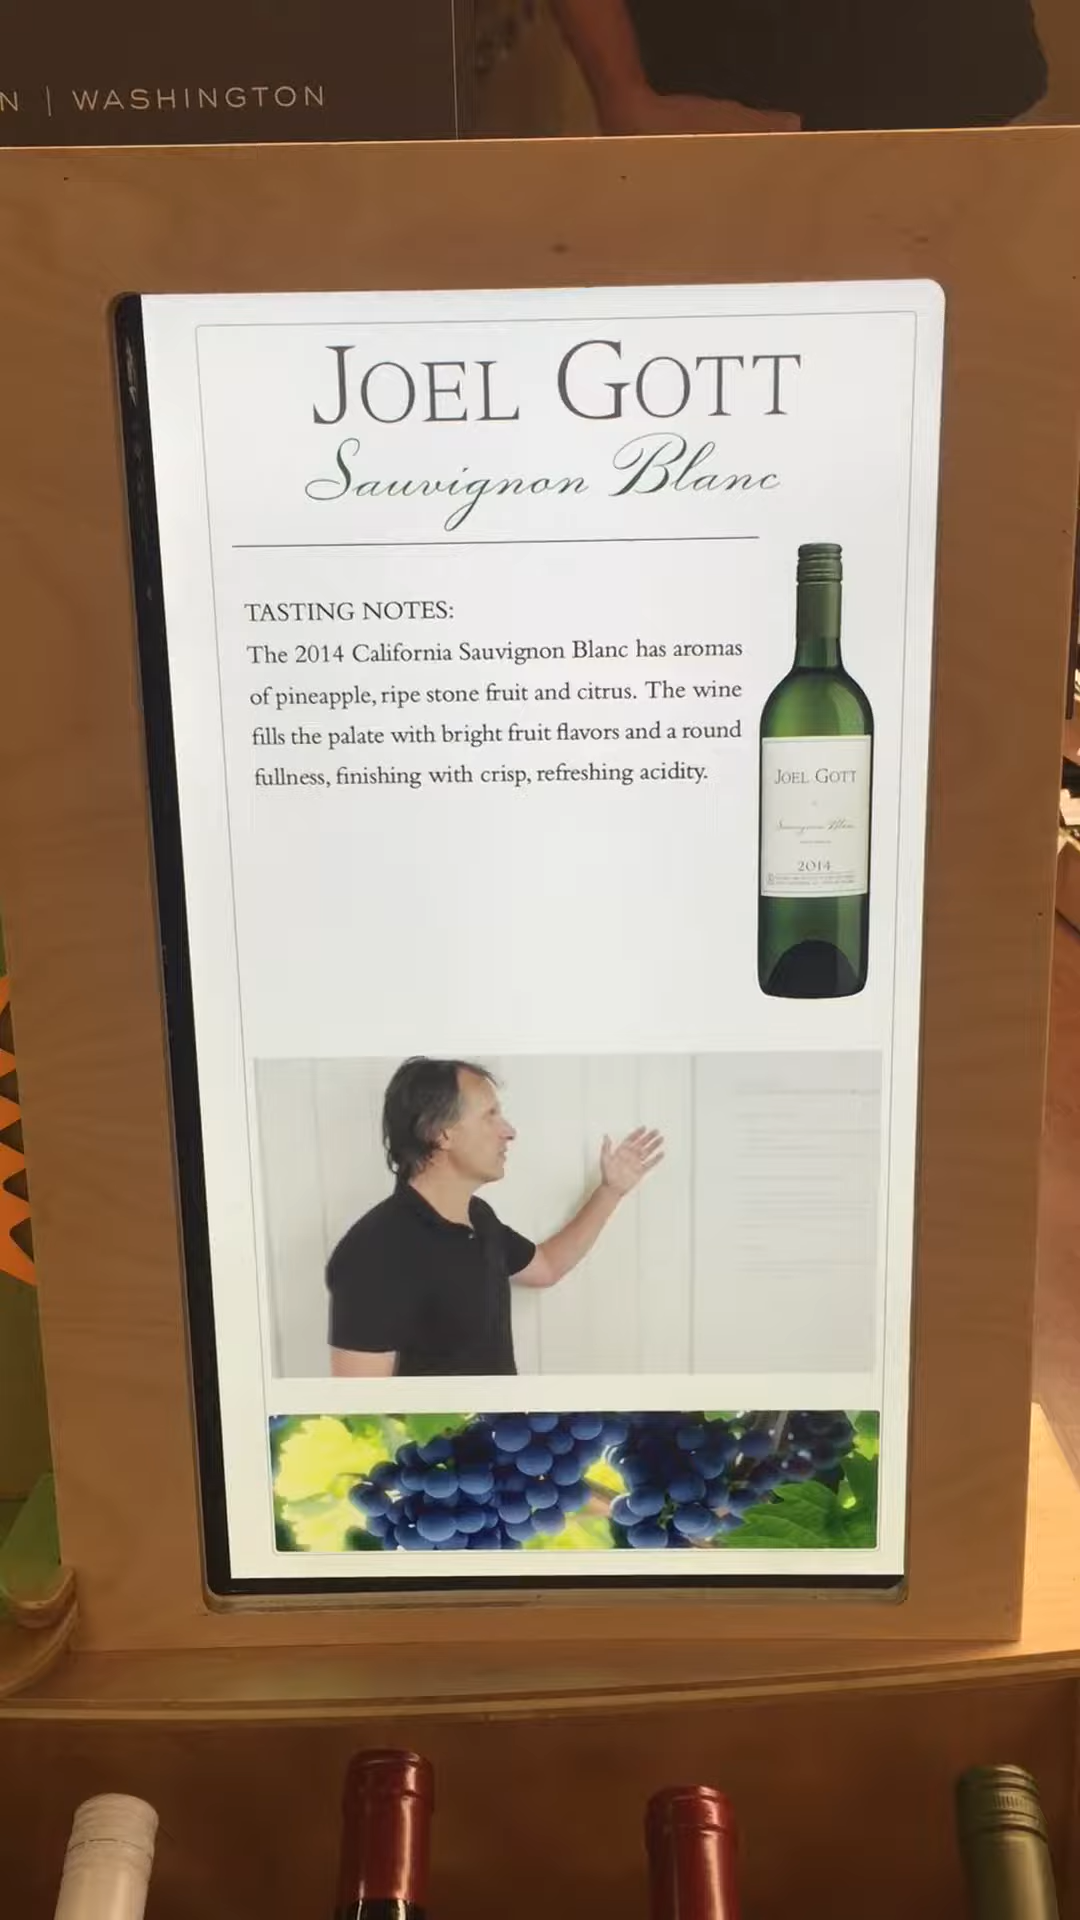 N | WASHINGTON
JOEL GOTT
Sauvignon Blanc
TASTING NOTES:
The 2014 California Sauvignon Blanc has aromas
of pineapple, ripe stone fruit and citrus. The wine
fills the palate with bright fruit flavors and a round
fullness, finishing with crisp, refreshing acidity.
JOEL GOTT
Sauvignon Blanc
2014